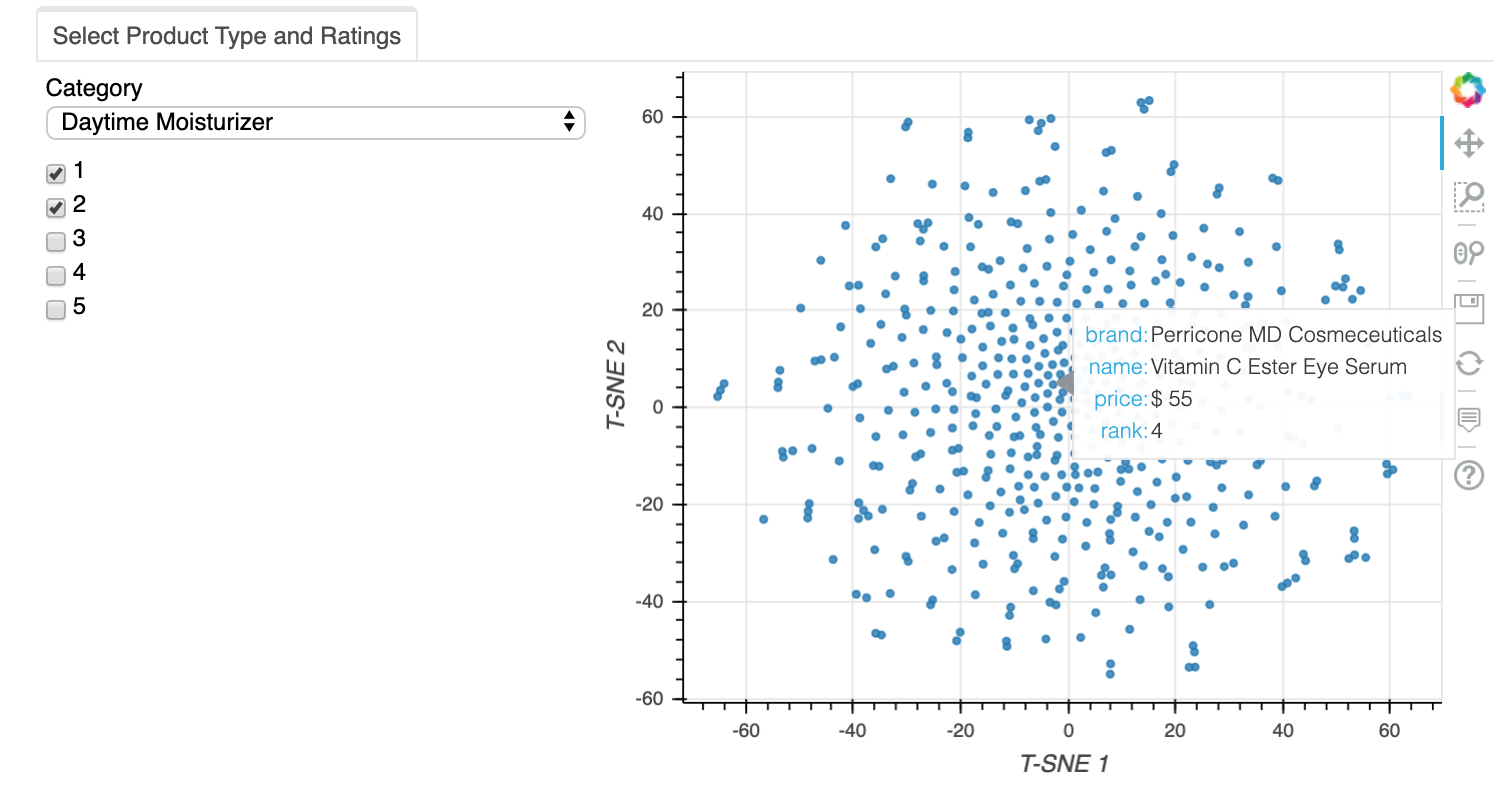 Select Product Type and Ratings
Category
Daytime Moisturizer
1
2
3
4
5
T-SNE 2
60
40
20
0
-20
-40
-60
brand: Perricone MD Cosmeceuticals
name: Vitamin C Ester Eye Serum
price: $ 55
rank: 4
-60 -40 -20 0 20 40 60
T-SNE 1
?